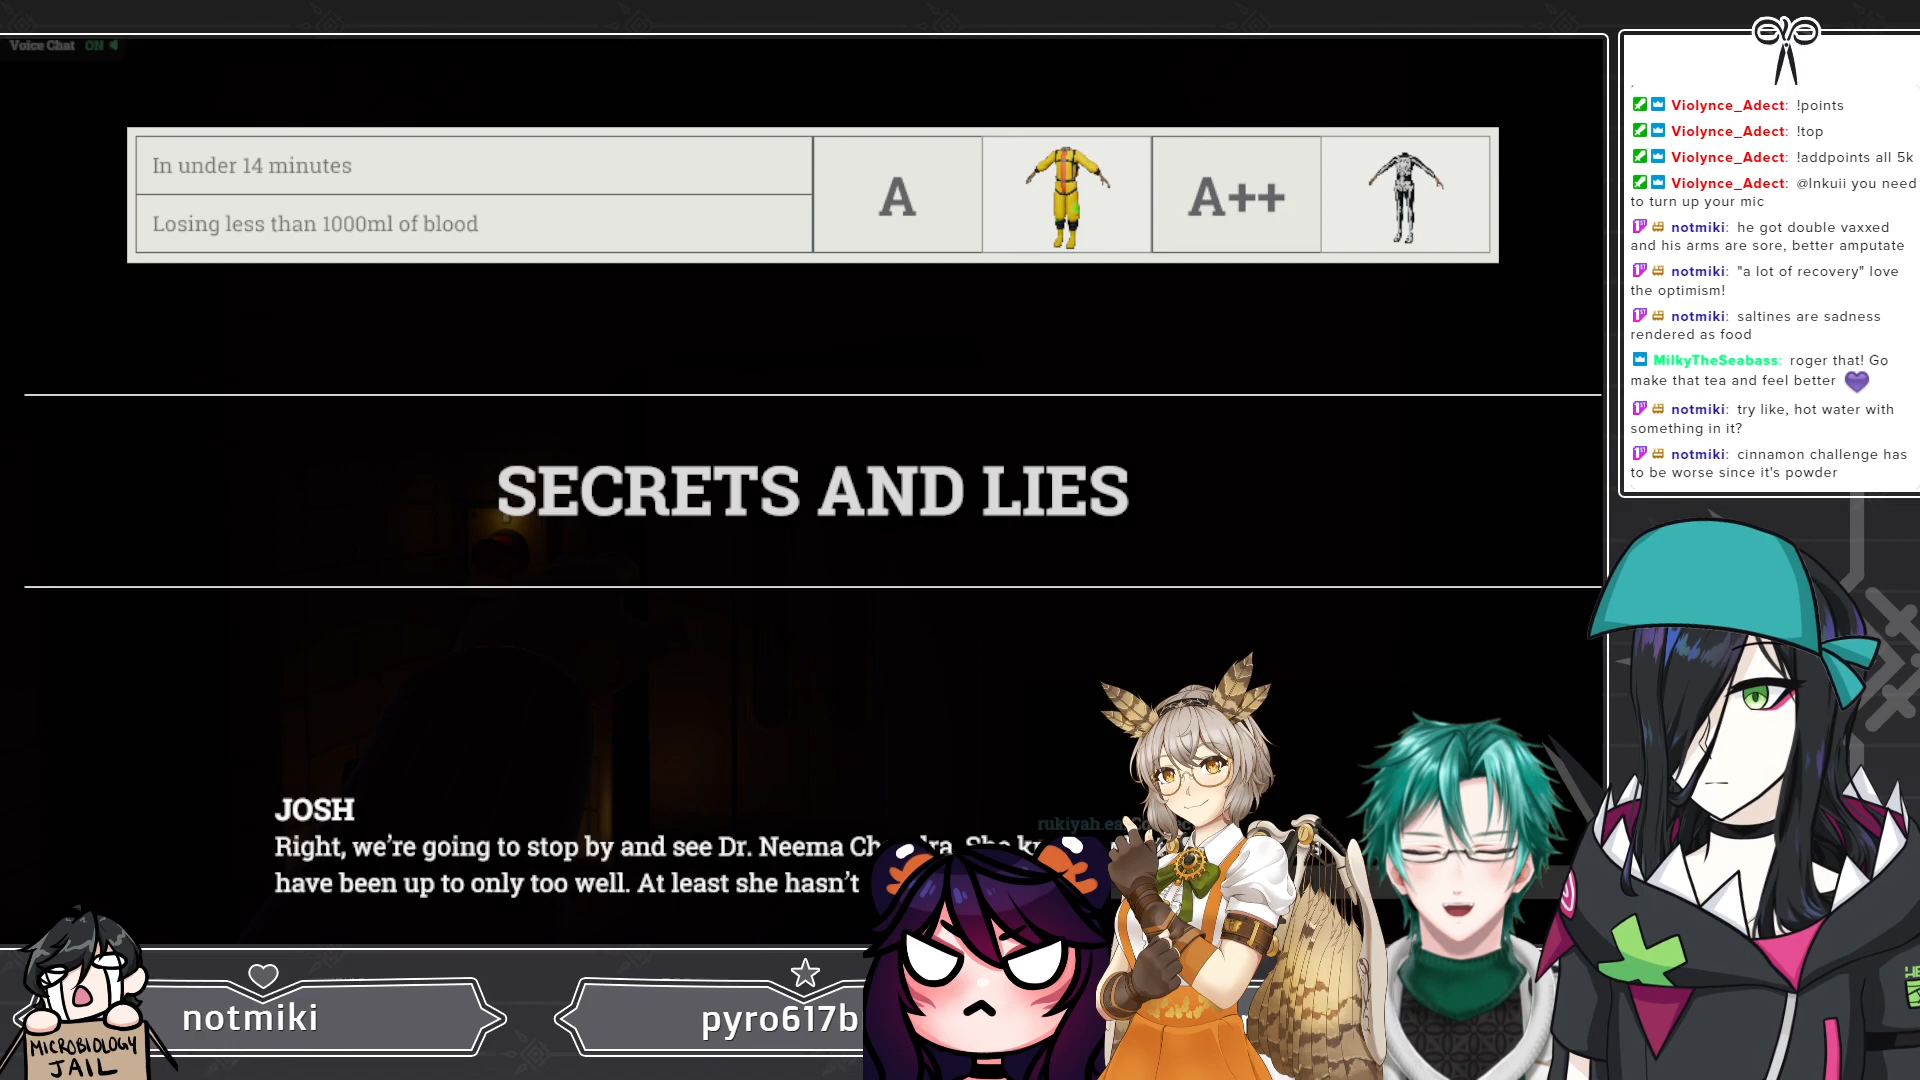 Voice Chat ON
In under 14 minutes
Losing less than 1000ml of blood
A
A++
SECRETS AND LIES
JOSH
Right, we're going to stop by and see Dr. Neema
have been up to only too well. At least she hasn't
notmiki
pyro617b
MICROBIOLOGY
JAIL
Violynce_Adect: !points
Violynce_Adect: !top
Violynce_Adect: !addpoints all 5k
Violynce_Adect: @Inkuii you need
to turn up your mic
notmiki: he got double vaxxed
and his arms are sore, better amputate
notmiki: "a lot of recovery" love
the optimism!
notmiki: saltines are sadness
rendered as food
MilkyTheSeabass: roger that! Go
make that tea and feel better
notmiki: try like, hot water with
something in it?
notmiki: cinnamon challenge has
to be worse since it's powder